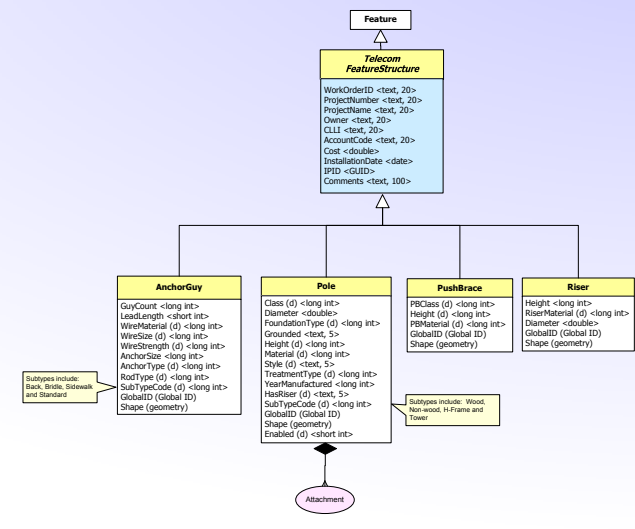 Feature
Telecom
FeatureStructure
WorkOrderID <text, 20>
ProjectNumber <text, 20>
ProjectName <text, 20>
Owner <text, 20>
CLLI <text, 20>
AccountCode <text, 20>
Cost <double>
InstallationDate <date>
IPID <GUID>
Comments <text, 100>
AnchorGuy
GuyCount <long int>
LeadLength <short int>
WireMaterial (d) <long int>
WireSize (d) <long int>
WireStrength (d) <long int>
AnchorSize <long int>
AnchorType (d) <long int>
RodType (d) <long int>
SubTypeCode (d) <long int>
GlobalID (Global ID)
Shape (geometry)
Subtypes include:
Back, Bridle, Sidewalk
and Standard
Pole
Class (d) <long int>
Diameter <double>
FoundationType (d) <long int>
Grounded <text, 5>
Height (d) <long int>
Material (d) <long int>
Style (d) <text, 5>
TreatmentType (d) <long int>
YearManufactured <long int>
HasRiser (d) <text, 5>
SubTypeCode (d) <long int>
GlobalID (Global ID)
Shape (geometry)
Enabled (d) <short int>
Subtypes include: Wood,
Non-wood, H-Frame and
Tower
PushBrace
PBClass (d) <long int>
Height (d) <long int>
PBMaterial (d) <long int>
GlobalID (Global ID)
Shape (geometry)
Riser
Height <long int>
RiserMaterial (d) <long int>
Diameter <double>
GlobalID (Global ID)
Shape (geometry)
Attachment